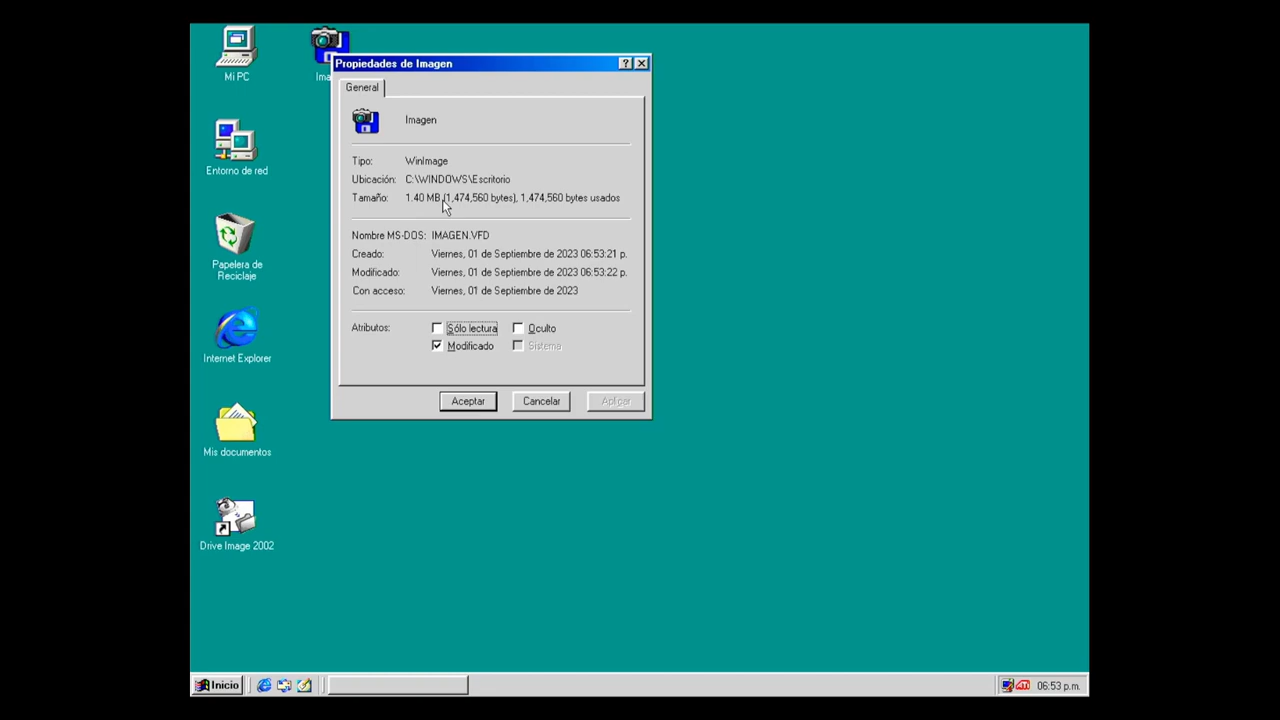 Mi PC
Ima
Entorno de red
Papelera de
Reciclaje
Internet Explorer
Mis documentos
Drive Image 2002
Propiedades de Imagen
General
Imagen
Tipo: WinImage
Ubicación: C:\WINDOWS\Escritorio
Tamaño: 1.40 MB (1,474,560 bytes), 1,474,560 bytes usados
Nombre MS-DOS: IMAGEN.VFD
Creado: Viernes, 01 de Septiembre de 2023 06:53:21 p.
Modificado: Viernes, 01 de Septiembre de 2023 06:53:22 p.
Con acceso: Viernes, 01 de Septiembre de 2023
Atributos: Sólo lectura Oculto
Modificado Sistema
Aceptar Cancelar Aplicar
Inicio 06:53 p.m.